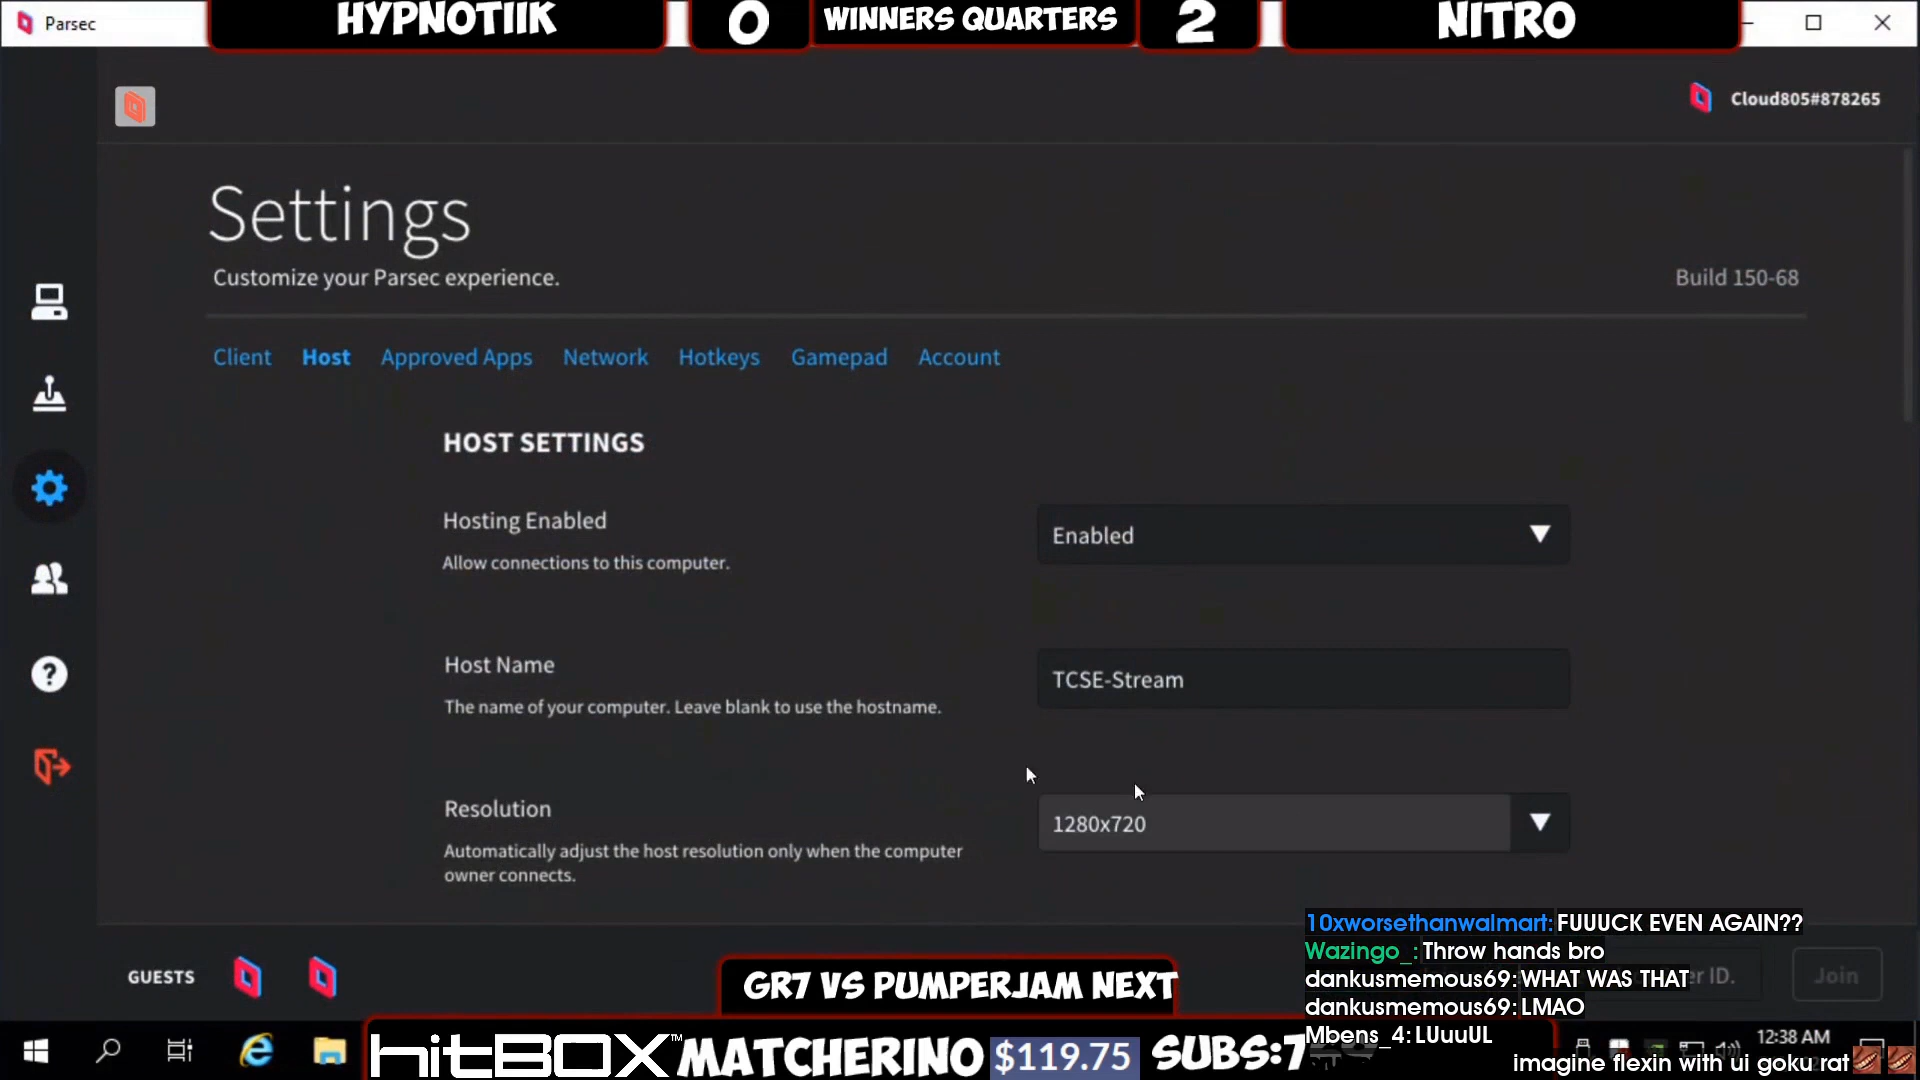 Parsec
HYPNOTIIK
0
WINNERS QUARTERS
2
NITRO
Cloud805#878265
Settings
Customize your Parsec experience.
Build 150-68
Client Host Approved Apps Network Hotkeys Gamepad Account
HOST SETTINGS
Hosting Enabled
Enabled
Allow connections to this computer.
Host Name
TCSE-Stream
The name of your computer. Leave blank to use the hostname.
Resolution
1280x720
Automatically adjust the host resolution only when the computer
owner connects.
10xworsethanwalmart: FUUUCK EVEN AGAIN??
Wazingo_: Throw hands bro
dankusmemous69: WHAT WAS THAT
dankusmemous69: LMAO
Mbens_4: LUuuUL
imagine flexin with ui goku rat
GUESTS
GR7 VS PUMPERJAM NEXT
ID.
Join
hitBOX™
MATCHERINO $119.75 SUBS:7
12:38 AM